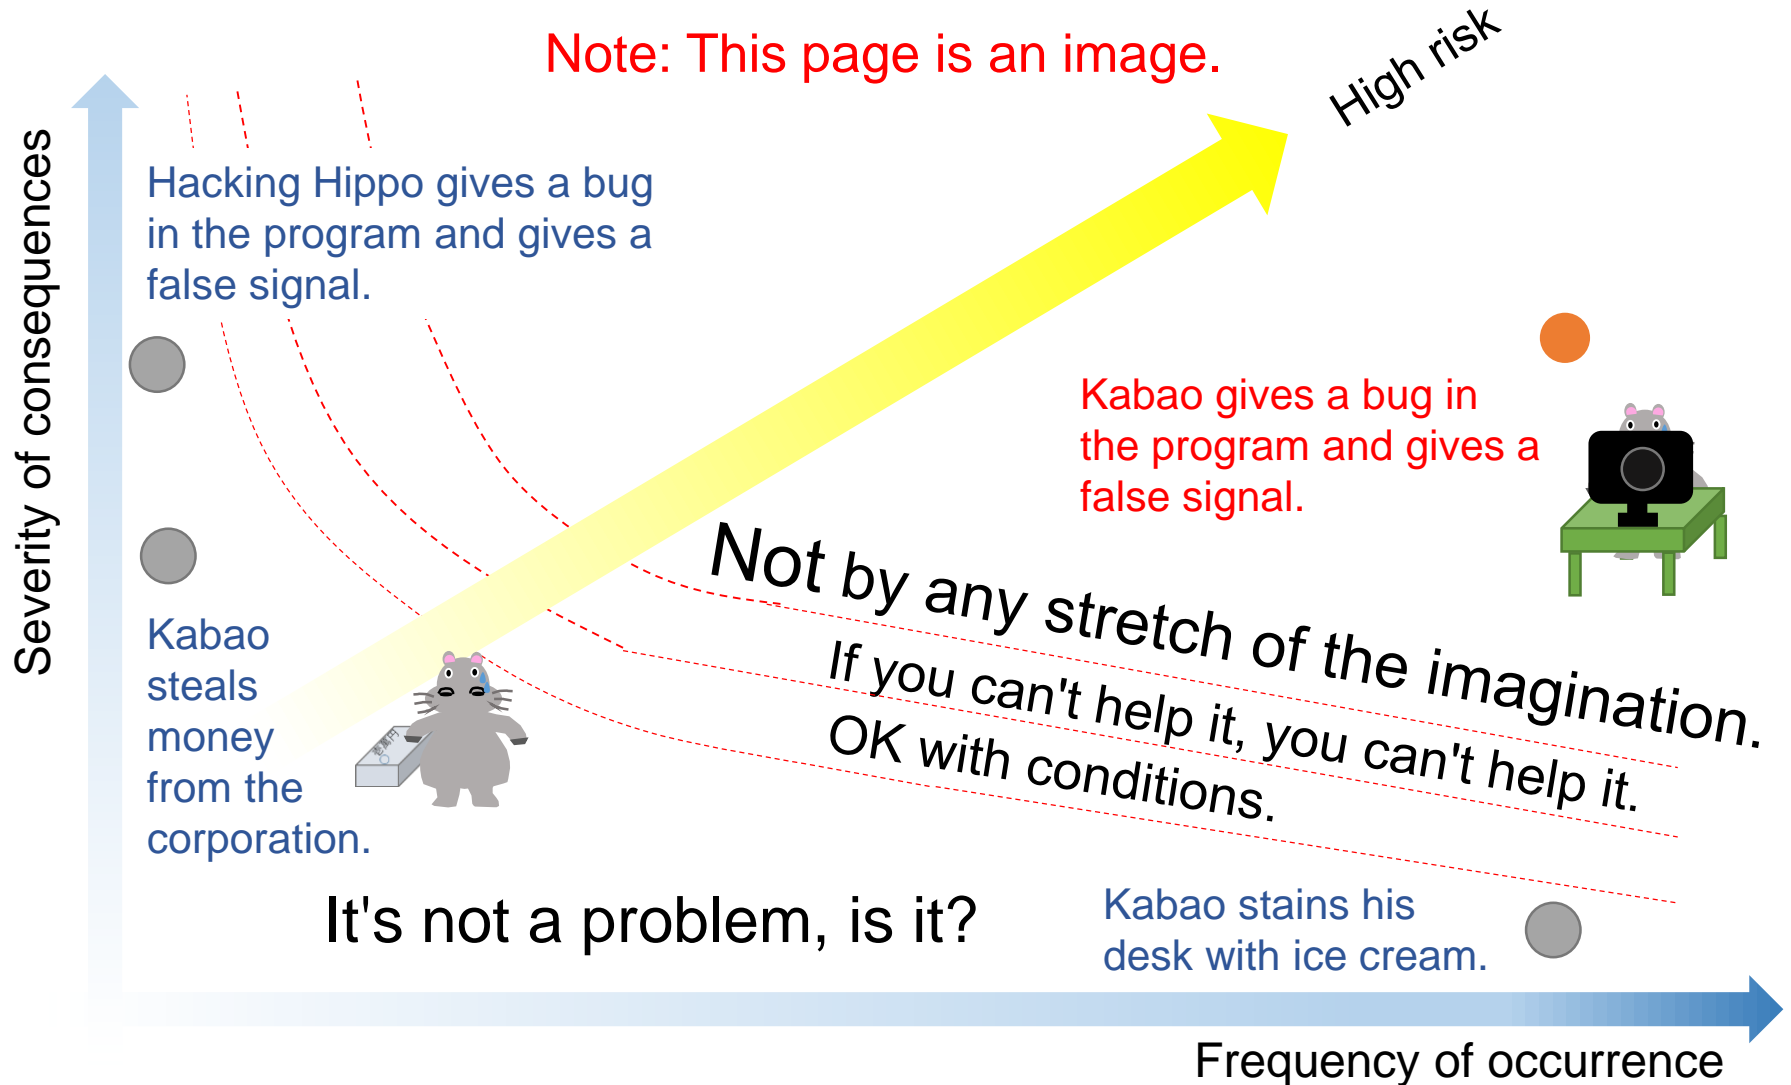 Note: This page is an image.
High risk
Severity of consequences
Hacking Hippo gives a bug
in the program and gives a
false signal.
Kabao gives a bug in
the program and gives a
false signal.
Not by any stretch of the imagination.
If you can't help it, you can't help it.
OK with conditions.
Kabao
steals
money
from the
corporation.
壱萬円
It's not a problem, is it?
Kabao stains his
desk with ice cream.
Frequency of occurrence